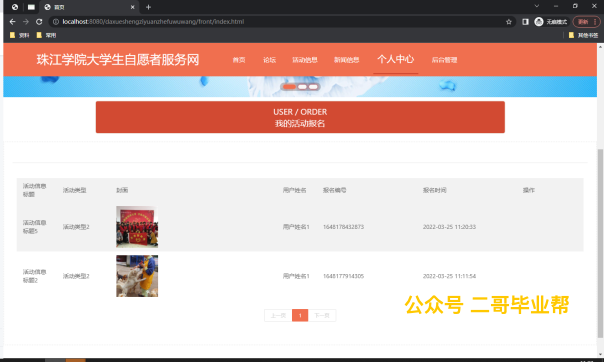 首页
localhost:8080/daxueshengzhiyuanzhefuwuwang/front/index.html
无痕模式
更新
资料
常用
其他书签
珠江学院大学生自愿者服务网
首页
论坛
活动信息
新闻信息
个人中心
后台管理
USER / ORDER
我的活动报名
活动信息标题
活动类型
封面
用户姓名
报名编号
报名时间
操作
活动信息标题5
活动类型2
用户姓名1
1648178432873
2022-03-25 11:20:33
活动信息标题2
活动类型2
用户姓名1
1648177914305
2022-03-25 11:11:54
上一页
1
下一页
公众号 二哥毕业帮